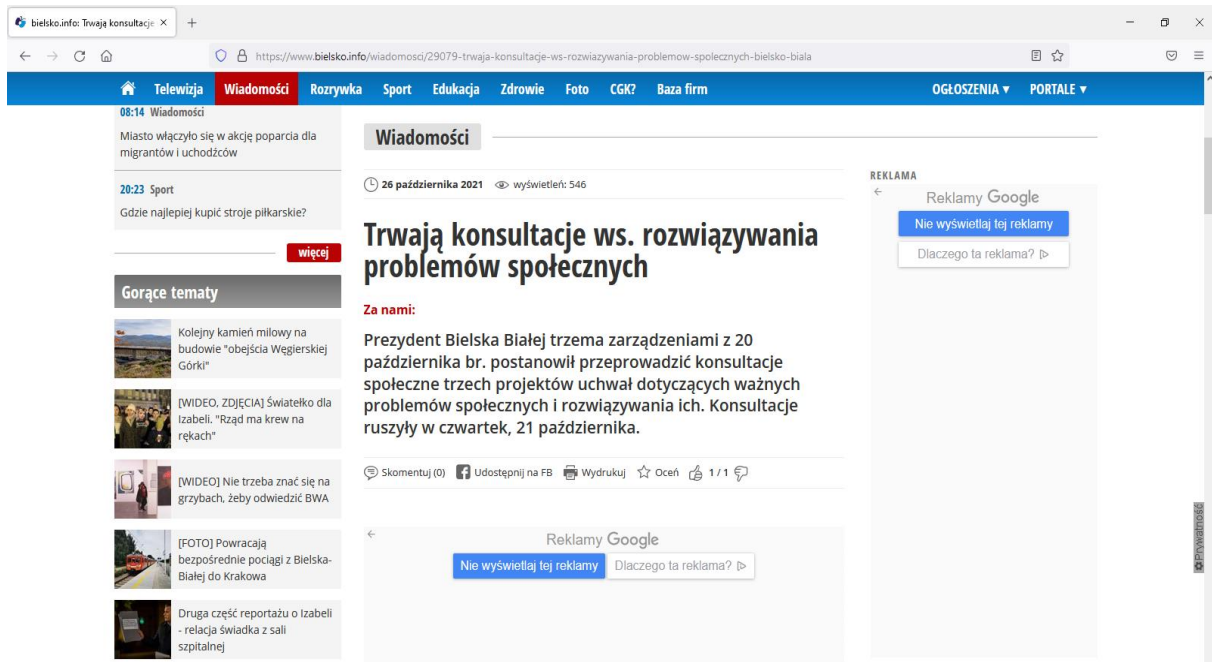 bielsko.info: Trwają konsultacje
https://www.bielsko.info/wiadomosci/29079-trwaja-konsultacje-ws-rozwiazywania-problemow-spolecznych-bielsko-biala
Telewizja Wiadomości Rozrywka Sport Edukacja Zdrowie Foto CGK? Baza firm OGŁOSZENIA ▾ PORTALE ▾
08:14 Wiadomości
Miasto włączyło się w akcję poparcia dla
migrantów i uchodźców
20:23 Sport
Gdzie najlepiej kupić stroje piłkarskie?
więcej
Gorące tematy
Kolejny kamień milowy na
budowie "obejścia Węgierskiej
Górki"
[WIDEO, ZDJĘCIA] Światełko dla
Izabeli. "Rząd ma krew na
rękach"
[WIDEO] Nie trzeba znać się na
grzybach, żeby odwiedzić BWA
[FOTO] Powracają
bezpośrednie pociągi z Bielska-
Białej do Krakowa
Druga część reportażu o Izabeli
- relacja świadka z sali
szpitalnej
Wiadomości
26 października 2021 wyświetleń: 546
Trwają konsultacje ws. rozwiązywania
problemów społecznych
Za nami:
Prezydent Bielska Białej trzema zarządzeniami z 20
października br. postanowił przeprowadzić konsultacje
społeczne trzech projektów uchwał dotyczących ważnych
problemów społecznych i rozwiązywania ich. Konsultacje
ruszyły w czwartek, 21 października.
Skomentuj (0) Udostępnij na FB Wydrukuj Oceń 1 / 1
Reklamy Google
Nie wyświetlaj tej reklamy Dlaczego ta reklama?
REKLAMA
Reklamy Google
Nie wyświetlaj tej reklamy
Dlaczego ta reklama?
Prywatność